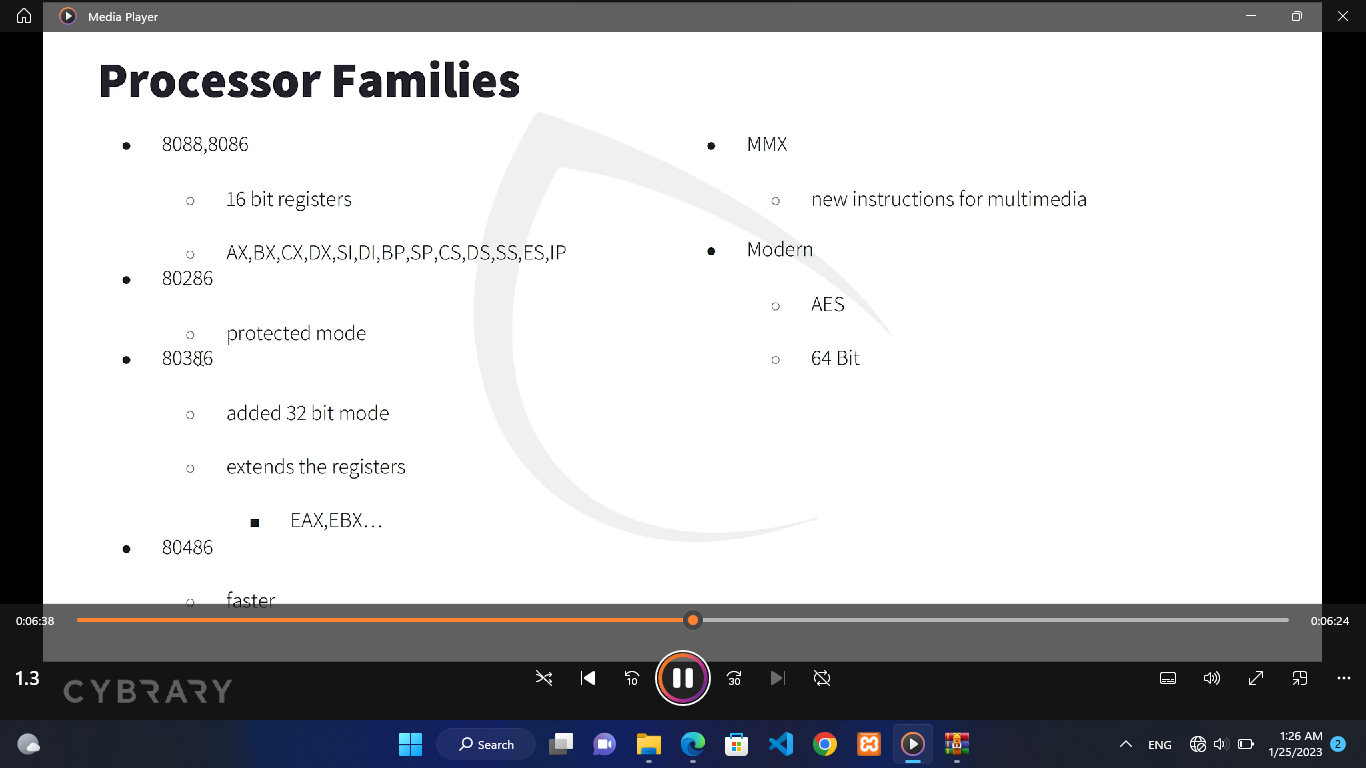 Media Player
Processor Families
8088,8086
16 bit registers
AX,BX,CX,DX,SI,DI,BP,SP,CS,DS,SS,ES,IP
80286
protected mode
80386
added 32 bit mode
extends the registers
EAX,EBX...
80486
faster
MMX
new instructions for multimedia
Modern
AES
64 Bit
0:06:38
0:06:24
1.3
CYBRARY
10
30
Search
ENG
1:26 AM
1/25/2023
2